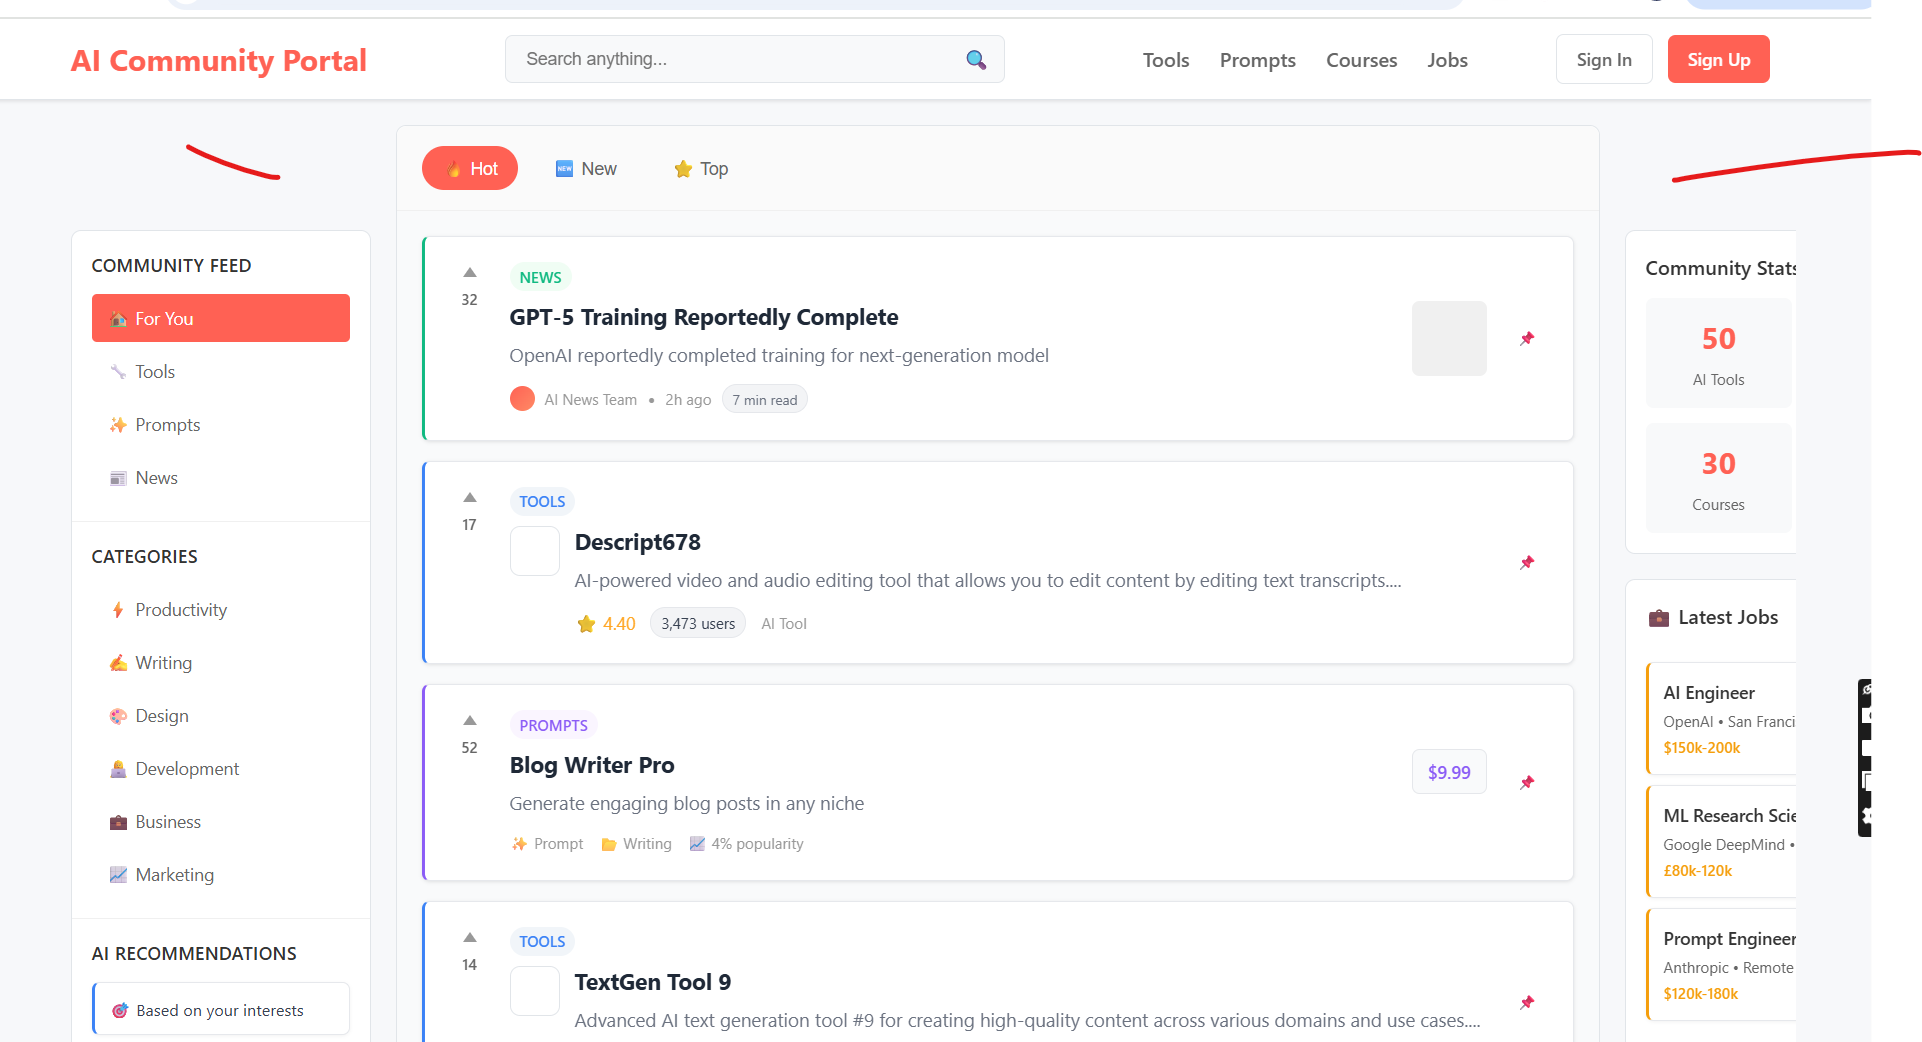 AI Community Portal
Search anything...
Tools
Prompts
Courses
Jobs
Sign In
Sign Up
Hot
New
Top
COMMUNITY FEED
For You
Tools
Prompts
News
CATEGORIES
Productivity
Writing
Design
Development
Business
Marketing
AI RECOMMENDATIONS
Based on your interests
32
NEWS
GPT-5 Training Reportedly Complete
OpenAI reportedly completed training for next-generation model
AI News Team • 2h ago 7 min read
17
TOOLS
Descript678
AI-powered video and audio editing tool that allows you to edit content by editing text transcripts....
4.40 3,473 users AI Tool
52
PROMPTS
Blog Writer Pro
Generate engaging blog posts in any niche
$9.99
Prompt Writing 4% popularity
14
TOOLS
TextGen Tool 9
Advanced AI text generation tool #9 for creating high-quality content across various domains and use cases....
Community Stats
50
AI Tools
30
Courses
Latest Jobs
AI Engineer
OpenAI • San Franci
$150k-200k
ML Research Scie
Google DeepMind •
£80k-120k
Prompt Engineer
Anthropic • Remote
$120k-180k